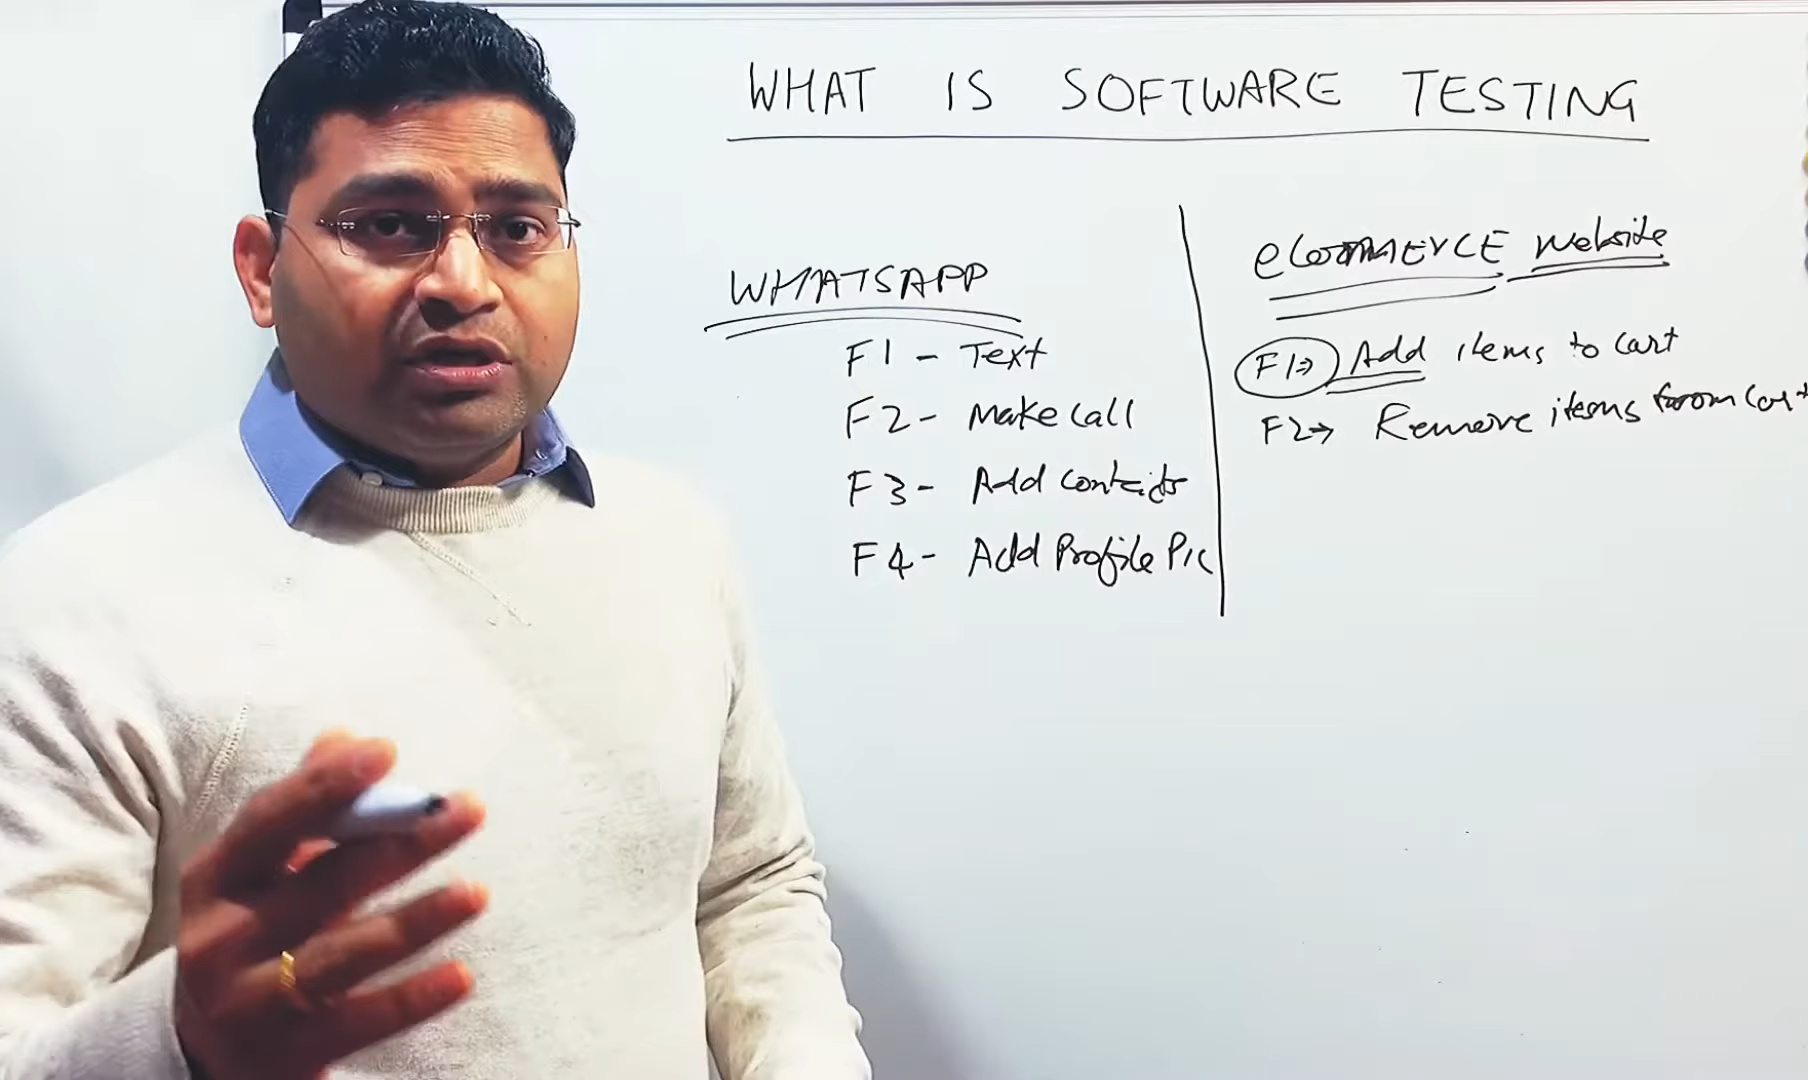 WHAT IS SOFTWARE TESTING
WHATSAPP
F1 - Text
F2 - Make call
F3 - Add contacts
F4 - Add Profile Pic
eCOMMERCE Website
F1⇒ Add items to cart
F2→ Remove items from cart